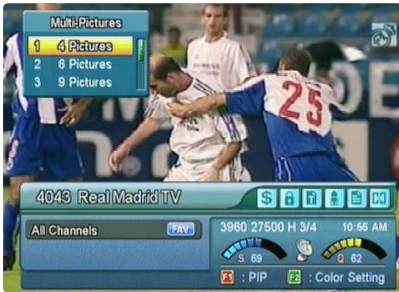 Multi-Pictures
1 4 Pictures
2 6 Pictures
3 9 Pictures
25
4043 Real Madrid TV
$ T
All Channels FAV
3960 27500 H 3/4 10:56 AM
S 69 Q 62
F1 : PIP F2 : Color Setting